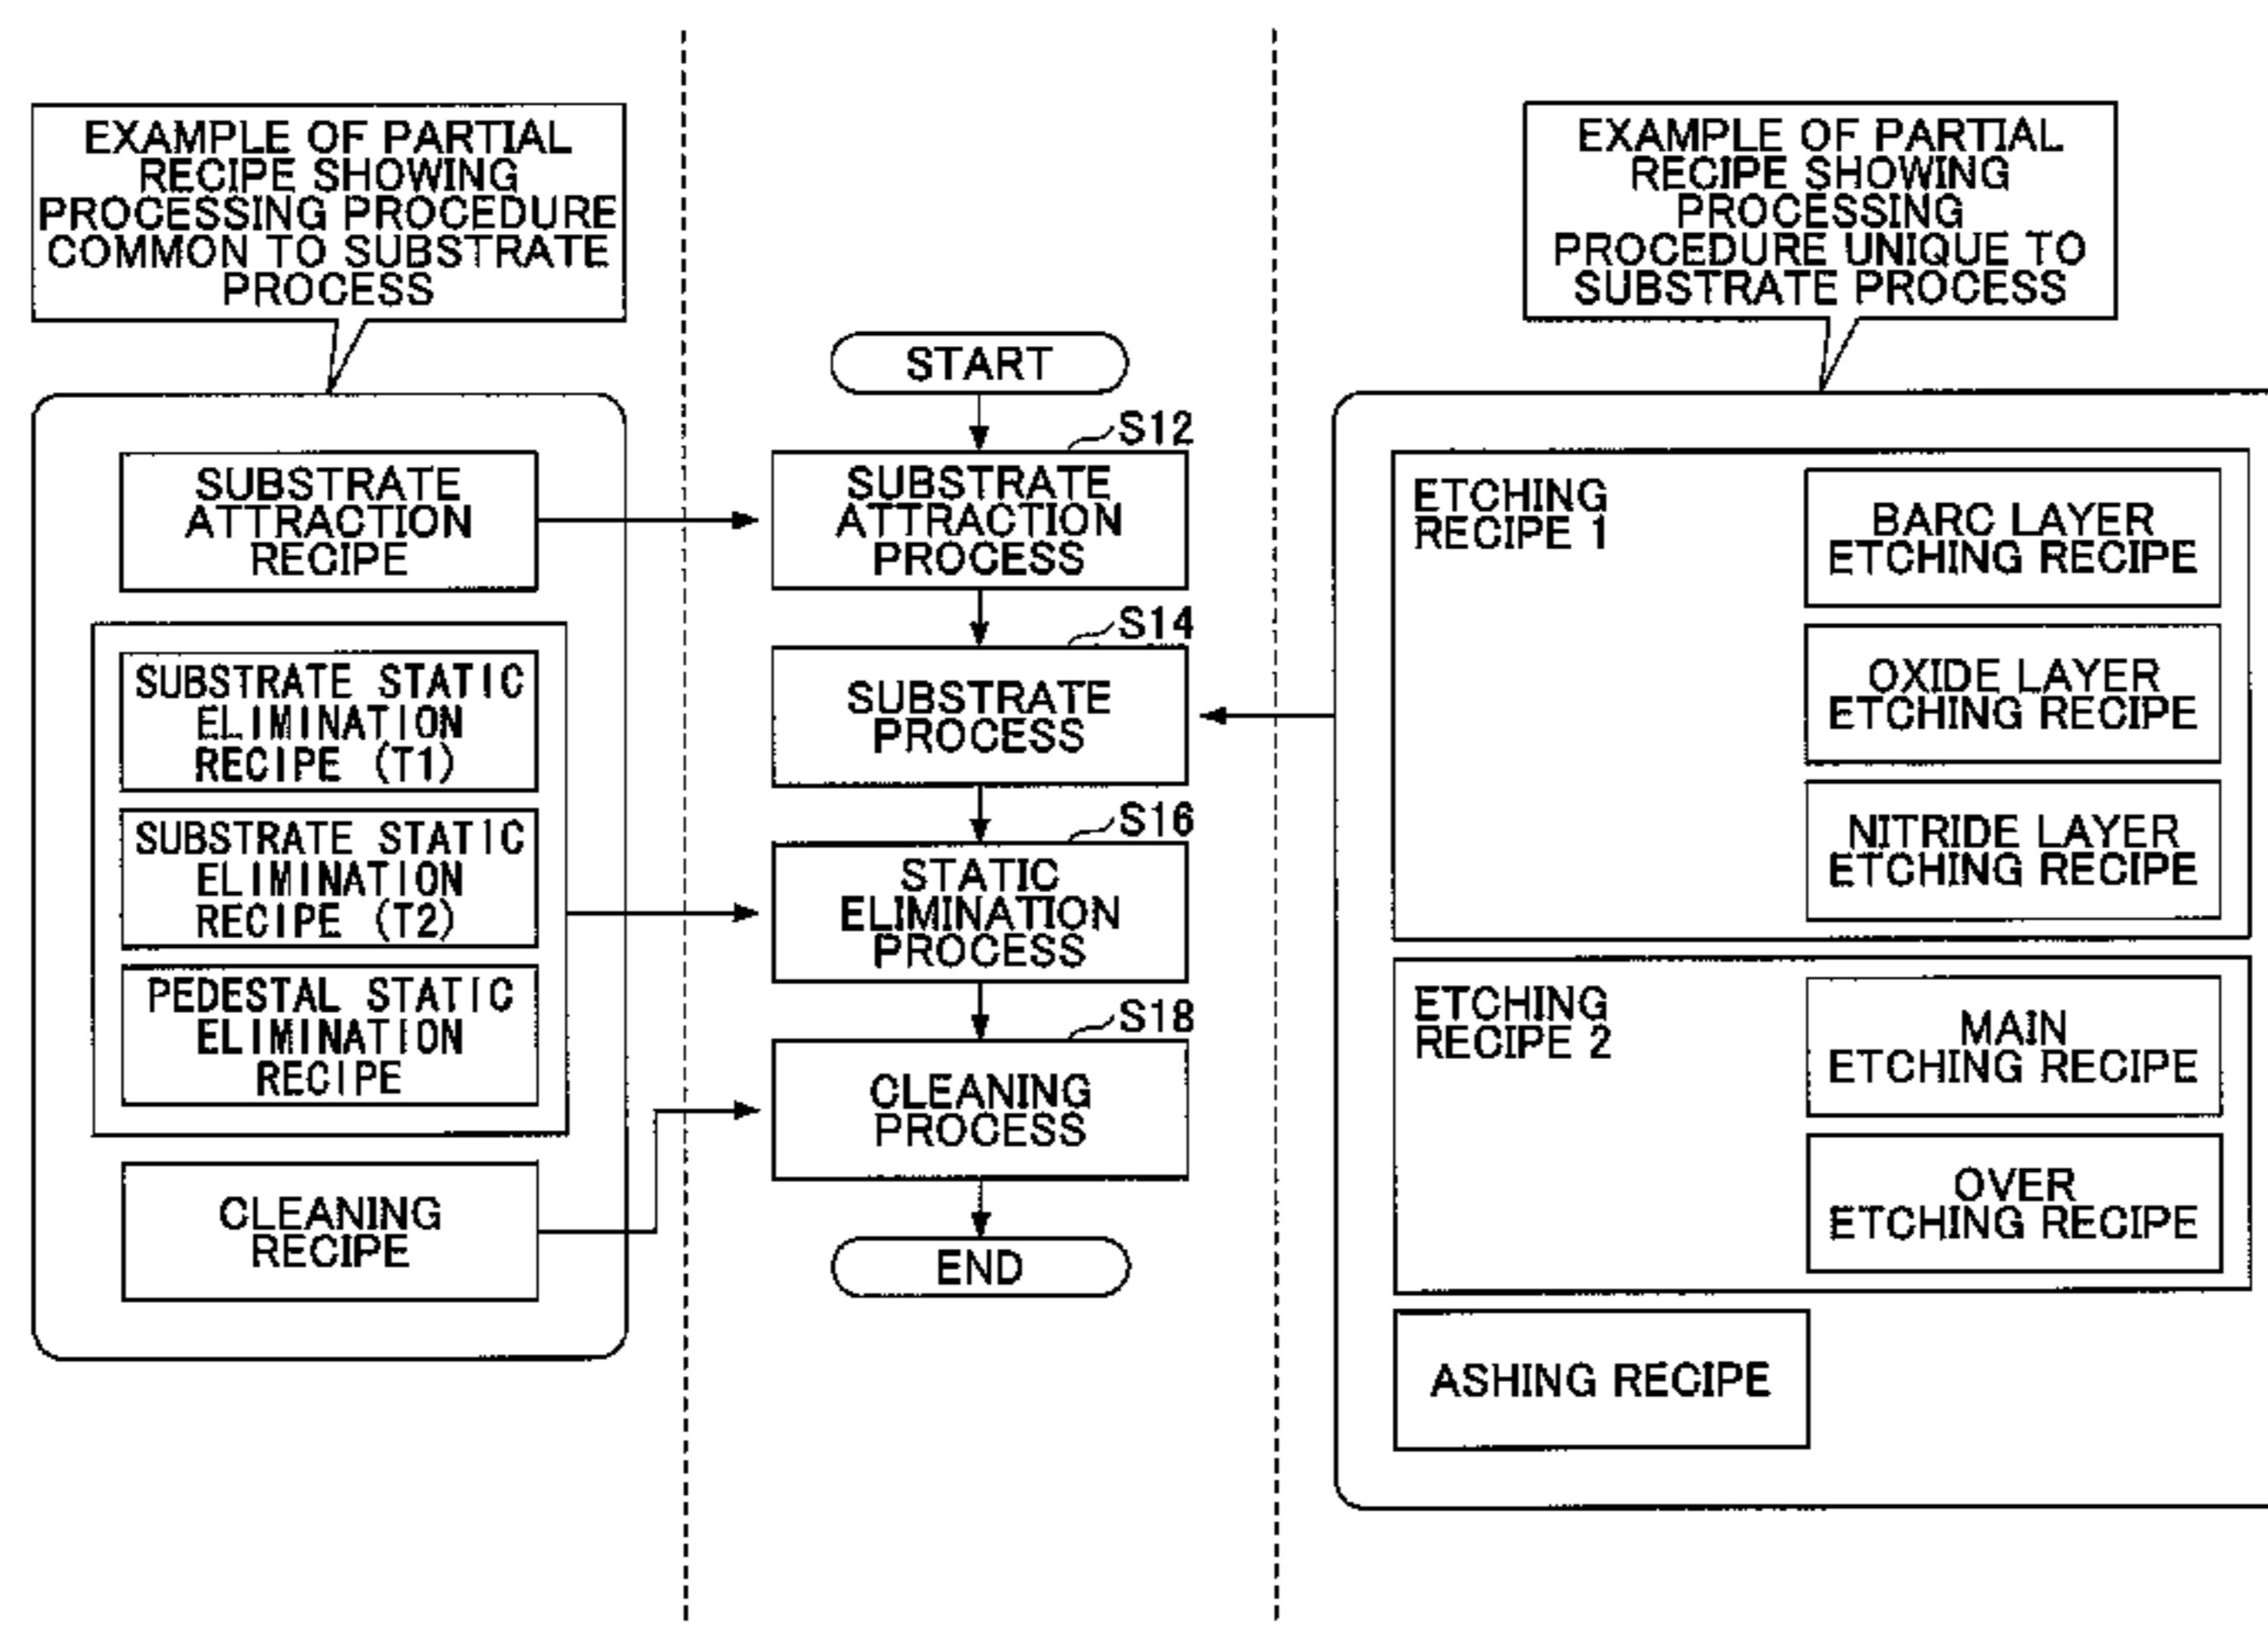 EXAMPLE OF PARTIAL
RECIPE SHOWING
PROCESSING PROCEDURE
COMMON TO SUBSTRATE
PROCESS
SUBSTRATE
ATTRACTION
RECIPE
SUBSTRATE STATIC
ELIMINATION
RECIPE (T1)
SUBSTRATE STATIC
ELIMINATION
RECIPE (T2)
PEDESTAL STATIC
ELIMINATION
RECIPE
CLEANING
RECIPE
START
S12
SUBSTRATE
ATTRACTION
PROCESS
S14
SUBSTRATE
PROCESS
S16
STATIC
ELIMINATION
PROCESS
S18
CLEANING
PROCESS
END
EXAMPLE OF PARTIAL
RECIPE SHOWING
PROCESSING
PROCEDURE UNIQUE TO
SUBSTRATE PROCESS
ETCHING
RECIPE 1
BARC LAYER
ETCHING RECIPE
OXIDE LAYER
ETCHING RECIPE
NITRIDE LAYER
ETCHING RECIPE
ETCHING
RECIPE 2
MAIN
ETCHING RECIPE
OVER
ETCHING RECIPE
ASHING RECIPE